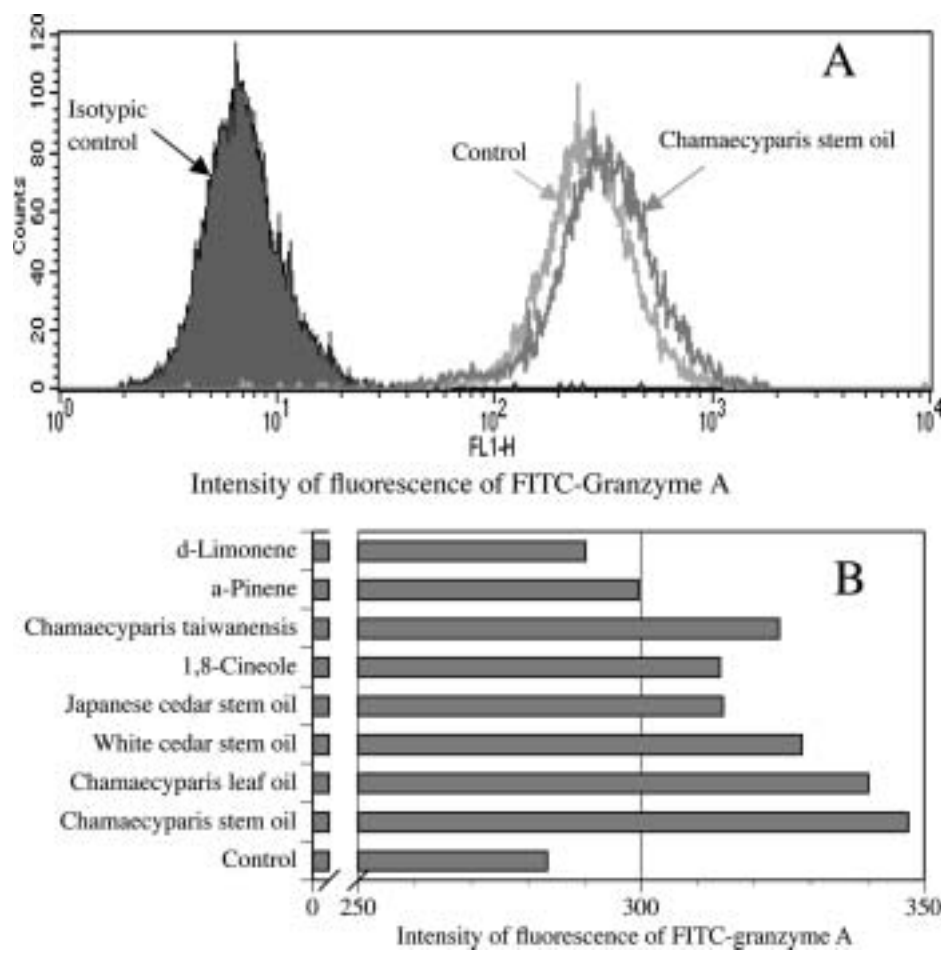 A
120
100
80
60
40
20
0
Counts
Isotypic
control
Control
Chamaecyparis stem oil
10⁰ 10¹ 10² 10³ 10⁴
FL1-H
Intensity of fluorescence of FITC-Granzyme A
B
d-Limonene
a-Pinene
Chamaecyparis taiwanensis
1,8-Cineole
Japanese cedar stem oil
White cedar stem oil
Chamaecyparis leaf oil
Chamaecyparis stem oil
Control
0 250 300 350
Intensity of fluorescence of FITC-granzyme A